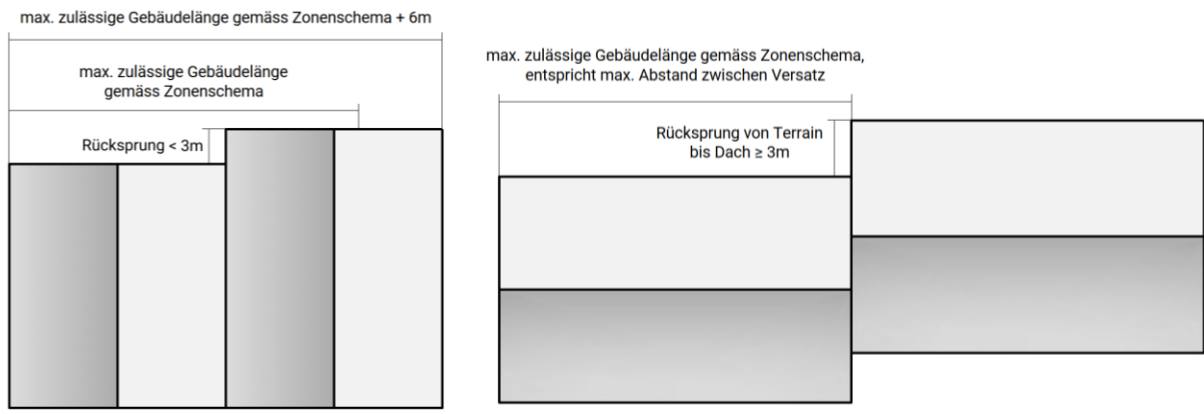 max. zulässige Gebäudelänge gemäss Zonenschema + 6m
max. zulässige Gebäudelänge
gemäss Zonenschema
Rücksprung < 3m
max. zulässige Gebäudelänge gemäss Zonenschema,
entspricht max. Abstand zwischen Versatz
Rücksprung von Terrain
bis Dach ≥ 3m